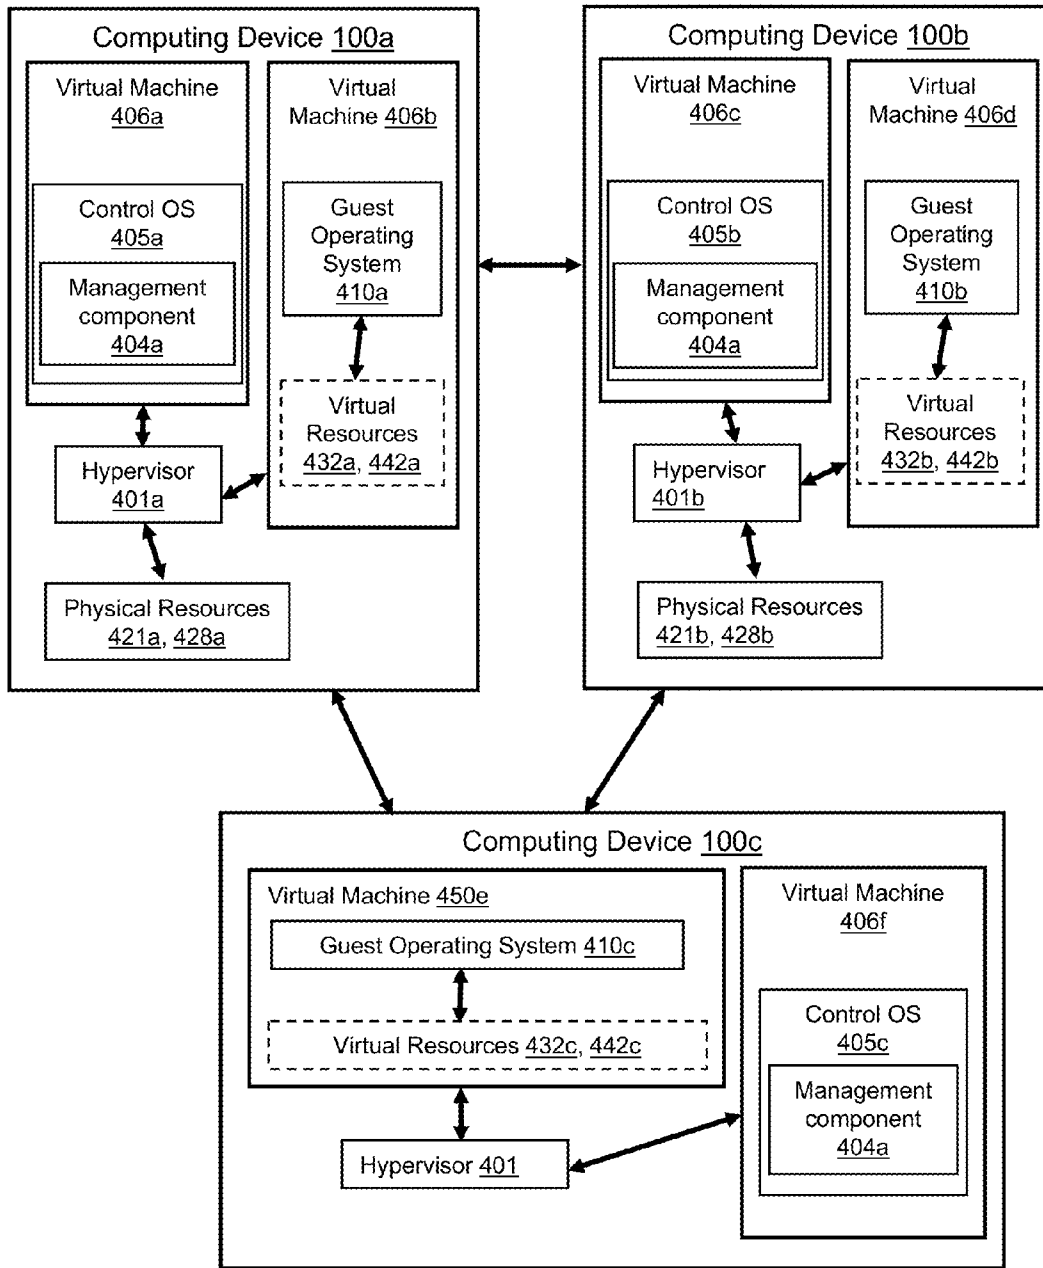 Computing Device 100a
Virtual Machine
406a
Control OS
405a
Management
component
404a
Virtual
Machine 406b
Guest
Operating
System
410a
Virtual
Resources
432a, 442a
Hypervisor
401a
Physical Resources
421a, 428a
Computing Device 100b
Virtual Machine
406c
Control OS
405b
Management
component
404a
Virtual
Machine 406d
Guest
Operating
System
410b
Virtual
Resources
432b, 442b
Hypervisor
401b
Physical Resources
421b, 428b
Computing Device 100c
Virtual Machine 450e
Guest Operating System 410c
Virtual Resources 432c, 442c
Hypervisor 401
Virtual Machine
406f
Control OS
405c
Management
component
404a